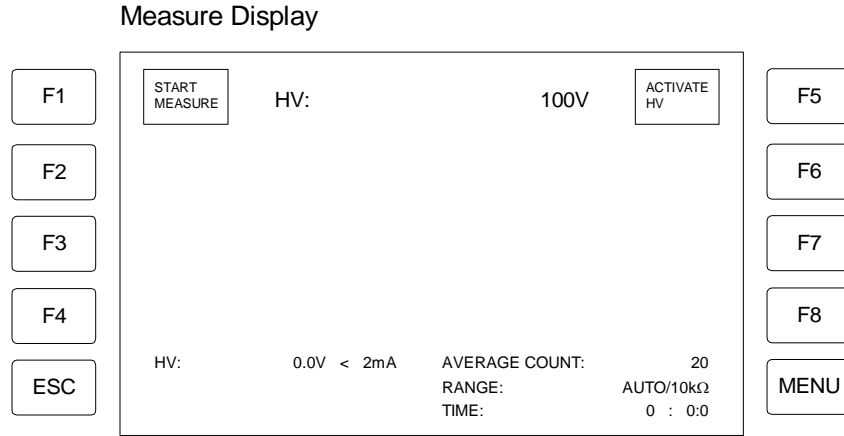 Measure Display
F1
START
MEASURE
HV: 100V
ACTIVATE
HV
F5
F2
F6
F3
F7
F4
F8
HV: 0.0V < 2mA AVERAGE COUNT: 20
ESC
RANGE: AUTO/10kΩ
MENU
TIME: 0 : 0:0